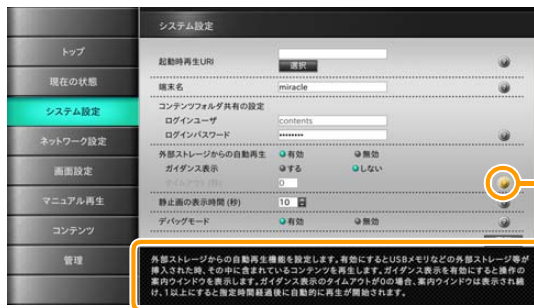 システム設定
トップ
現在の状態
システム設定
ネットワーク設定
画面設定
マニュアル再生
コンテンツ
管理
起動時再生URI
選択
端末名 miracle
コンテンツフォルダ共有の設定
ログインユーザ contents
ログインパスワード ••••••••
外部ストレージからの自動再生 有効 無効
ガイダンス表示 する しない
タイムアウト (秒) 0
静止画の表示時間 (秒) 10
デバッグモード 有効 無効
外部ストレージからの自動再生機能を設定します。有効にするとUSBメモリなどの外部ストレージ等が
挿入された時、その中に含まれているコンテンツを再生します。ガイダンス表示を有効にすると操作の
案内ウインドウを表示します。ガイダンス表示のタイムアウトが0の場合、案内ウインドウは表示され続
け、1以上にすると指定時間経過後に自動的に再生が開始されます。